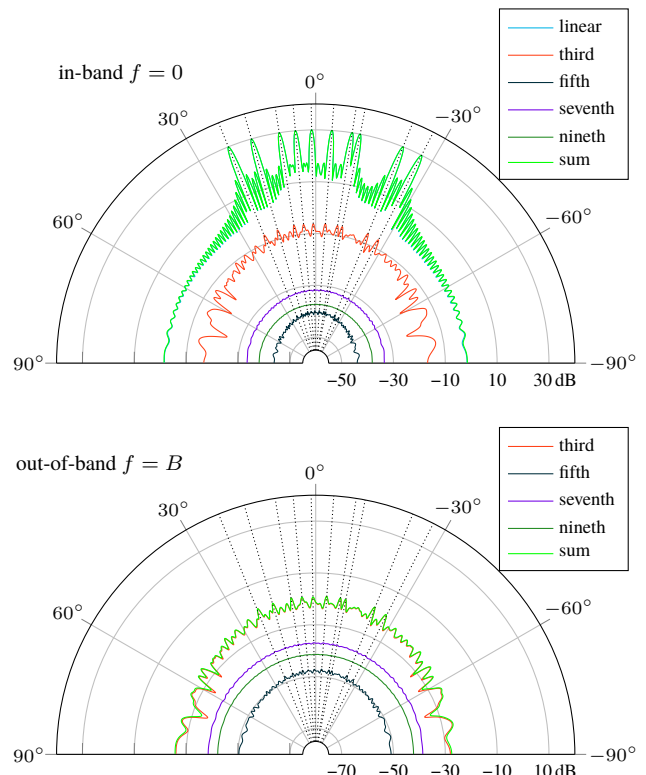 linear
third
fifth
seventh
nineth
sum
in-band f = 0
0°
30°
−30°
60°
−60°
90°
−90°
−50 −30 −10 10 30 dB
third
fifth
seventh
nineth
sum
out-of-band f = B
0°
30°
−30°
60°
−60°
90°
−90°
−70 −50 −30 −10 10 dB